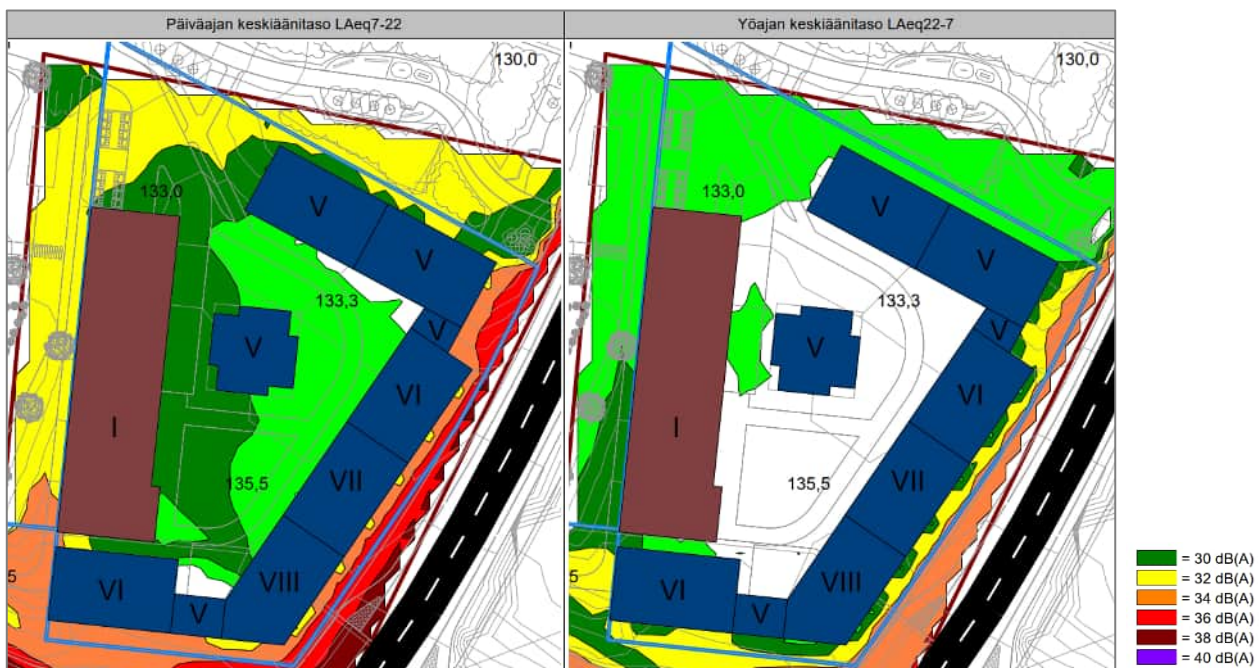 Päiväajan keskiäänitaso LAeq7-22
130,0
133,0
V
V
133,3
V
V
VI
I
135,5
VII
5
VI
V
VIII
Yöajan keskiäänitaso LAeq22-7
130,0
133,0
V
V
133,3
V
V
VI
I
135,5
VII
5
VI
V
VIII
= 30 dB(A)
= 32 dB(A)
= 34 dB(A)
= 36 dB(A)
= 38 dB(A)
= 40 dB(A)